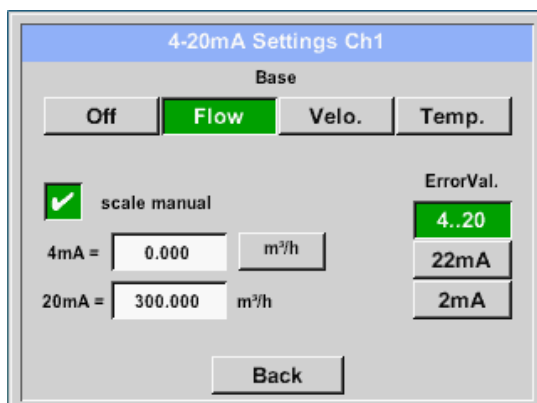 4-20mA Settings Ch1
Base
Off Flow Velo. Temp.
ErrorVal.
scale manual
4..20
4mA = 0.000 m³/h
22mA
20mA = 300.000 m³/h
2mA
Back